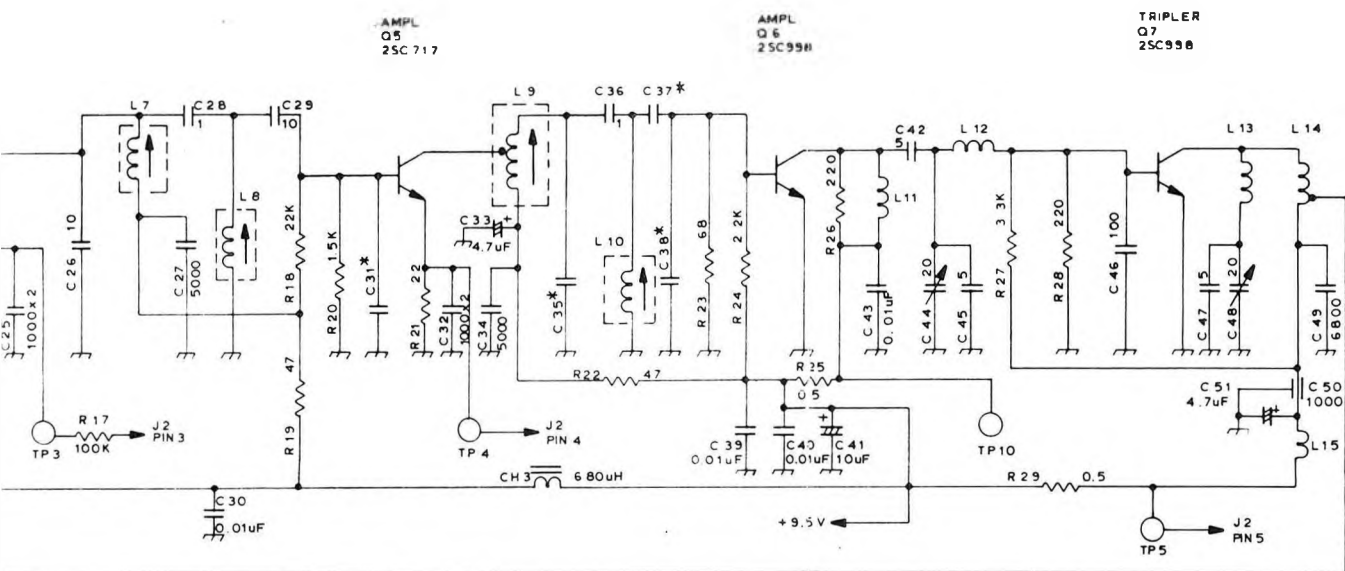 AMPL
Q5
2SC717
AMPL
Q6
2SC998
TRIPLER
Q7
2SC998
L7
C28
1
C29
10
L8
C26
10
C27
5000
C25
1000x2
R18
22K
R19
47
R20
1.5K
C31*
R21
22
C32
1000x2
C33
+
4.7uF
C34
5000
L9
C35*
C36
1
C37*
L10
C38*
R23
68
R24
2.2K
R22
47
R25
0.5
R26
220
L11
C42
5
L12
C43
0.01uF
C44
20
C45
5
R27
3.3K
R28
220
C46
100
L13
L14
C47
5
C48
20
C49
6800
C51
4.7uF
+
C50
1000
L15
TP3
R17
100K
J2
PIN 3
TP4
J2
PIN 4
C39
0.01uF
C40
0.01uF
+
C41
10uF
TP10
C30
0.01uF
CH3
680uH
R29
0.5
+9.5V
TP5
J2
PIN5